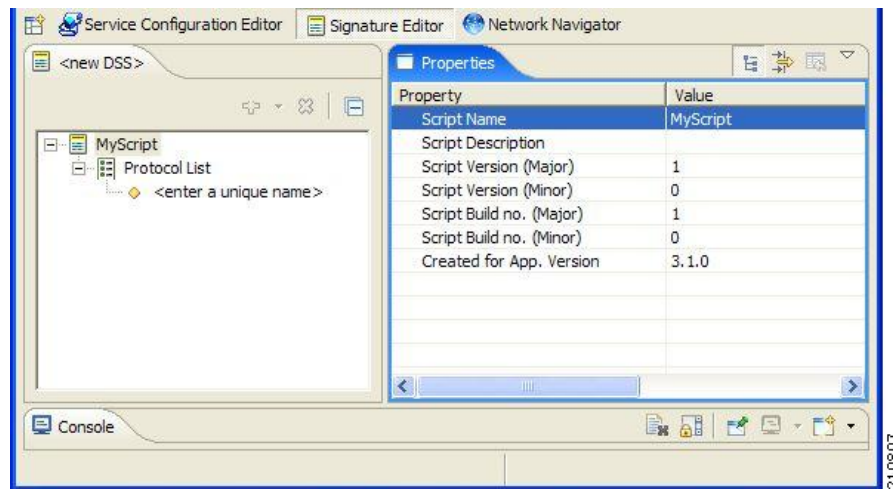 Service Configuration Editor Signature Editor Network Navigator
<new DSS>
MyScript
Protocol List
<enter a unique name>
Properties
Property Value
Script Name MyScript
Script Description
Script Version (Major) 1
Script Version (Minor) 0
Script Build no. (Major) 1
Script Build no. (Minor) 0
Created for App. Version 3.1.0
Console